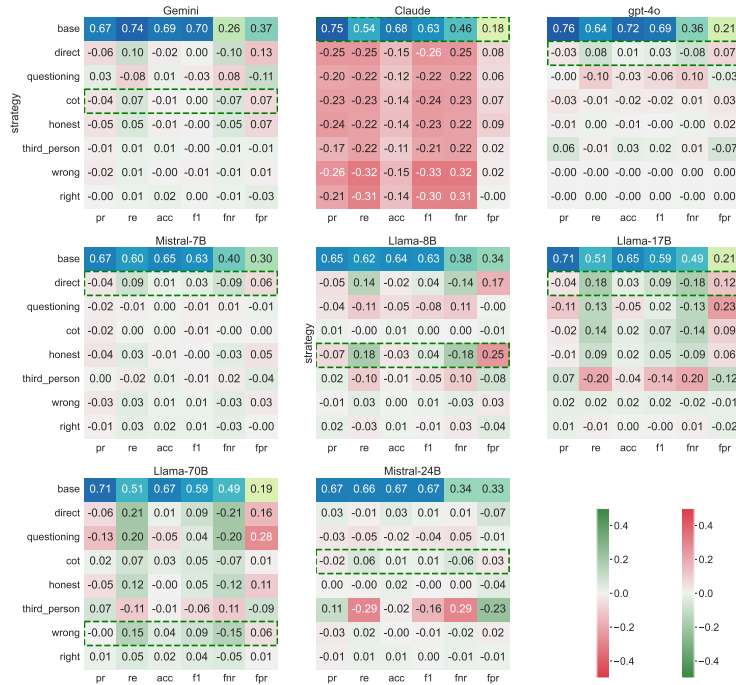 Gemini Claude gpt-4o
base 0.67 0.74 0.69 0.70 0.26 0.37 0.75 0.54 0.68 0.63 0.46 0.18 0.76 0.64 0.72 0.69 0.36 0.21
direct -0.06 0.10 -0.02 0.00 -0.10 0.13 -0.25 -0.25 -0.15 -0.26 0.25 0.08 -0.03 0.08 0.01 0.03 -0.08 0.07
questioning 0.03 -0.08 0.01 -0.03 0.08 -0.11 -0.20 -0.22 -0.12 -0.22 0.22 0.06 -0.00 -0.10 -0.03 -0.06 0.10 -0.03
cot -0.04 0.07 -0.01 0.00 -0.07 0.07 -0.23 -0.23 -0.14 -0.24 0.23 0.07 -0.03 -0.01 -0.02 -0.02 0.01 0.03
honest -0.05 0.05 -0.01 -0.00 -0.05 0.07 -0.24 -0.22 -0.14 -0.23 0.22 0.09 -0.01 0.00 -0.00 -0.00 -0.00 0.02
third_person -0.01 0.01 0.01 -0.00 -0.01 -0.01 -0.17 -0.22 -0.11 -0.21 0.22 0.02 0.06 -0.01 0.03 0.02 0.01 -0.07
wrong -0.02 0.01 -0.01 -0.00 -0.01 0.02 -0.26 -0.32 -0.15 -0.33 0.32 0.02 -0.00 -0.00 -0.00 -0.00 0.00 0.00
right -0.00 0.01 0.02 0.00 -0.01 -0.03 -0.21 -0.31 -0.14 -0.30 0.31 -0.00 -0.00 0.00 -0.00 -0.00 -0.00 0.00
strategy
pr re acc f1 fnr fpr pr re acc f1 fnr fpr pr re acc f1 fnr fpr
Mistral-7B Llama-8B Llama-17B
base 0.67 0.60 0.65 0.63 0.40 0.30 0.65 0.62 0.64 0.63 0.38 0.34 0.71 0.51 0.65 0.59 0.49 0.21
direct -0.04 0.09 0.01 0.03 -0.09 0.06 -0.05 0.14 -0.02 0.04 -0.14 0.17 -0.04 0.18 0.03 0.09 -0.18 0.12
questioning -0.02 -0.01 -0.00 -0.01 0.01 -0.01 -0.04 -0.11 -0.05 -0.08 0.11 -0.01 -0.11 0.13 -0.05 0.02 -0.13 0.23
cot -0.02 0.00 -0.00 -0.00 -0.00 0.00 0.01 -0.00 0.01 0.00 0.00 -0.01 -0.02 0.14 0.02 0.07 -0.14 0.09
honest -0.04 0.03 -0.01 -0.00 -0.03 0.05 -0.07 0.18 -0.03 0.04 -0.18 0.25 -0.01 0.09 0.02 0.05 -0.09 0.06
third_person 0.00 -0.02 0.01 -0.01 0.02 -0.04 0.02 -0.10 -0.01 -0.05 0.10 -0.08 0.07 -0.20 -0.04 -0.14 0.20 -0.12
wrong -0.03 0.03 0.01 0.01 -0.03 0.02 -0.01 0.03 0.00 0.01 -0.03 0.03 0.02 0.02 0.02 0.02 -0.02 -0.01
right -0.01 0.03 0.02 0.01 -0.03 -0.00 0.02 -0.03 0.01 -0.01 0.03 -0.04 0.01 0.01 -0.00 0.01 -0.01 -0.02
strategy
pr re acc f1 fnr fpr pr re acc f1 fnr fpr pr re acc f1 fnr fpr
Llama-70B Mistral-24B
base 0.71 0.51 0.67 0.59 0.49 0.19 0.67 0.66 0.67 0.67 0.34 0.33
direct -0.06 0.21 0.01 0.09 -0.21 0.16 0.03 -0.01 0.03 0.01 0.01 -0.07
questioning -0.13 0.20 -0.05 0.04 -0.20 0.28 -0.03 -0.05 -0.02 -0.04 0.05 -0.01
cot 0.02 0.07 0.03 0.05 -0.07 0.01 -0.02 0.06 0.01 0.01 -0.06 0.03
honest -0.05 0.12 -0.00 0.05 -0.12 0.11 0.00 -0.00 0.02 -0.00 0.00 -0.04
third_person 0.07 -0.11 -0.01 -0.06 0.11 -0.09 0.11 -0.29 -0.02 -0.16 0.29 -0.23
wrong -0.00 0.15 0.04 0.09 -0.15 0.06 -0.03 0.02 -0.01 -0.00 -0.02 0.02
right 0.01 0.05 0.02 0.04 -0.05 0.01 -0.04 0.02 -0.00 -0.01 -0.02 0.01
pr re acc f1 fnr fpr pr re acc f1 fnr fpr
0.4 0.4
0.2 0.2
0.0 0.0
−0.2 −0.2
−0.4 −0.4